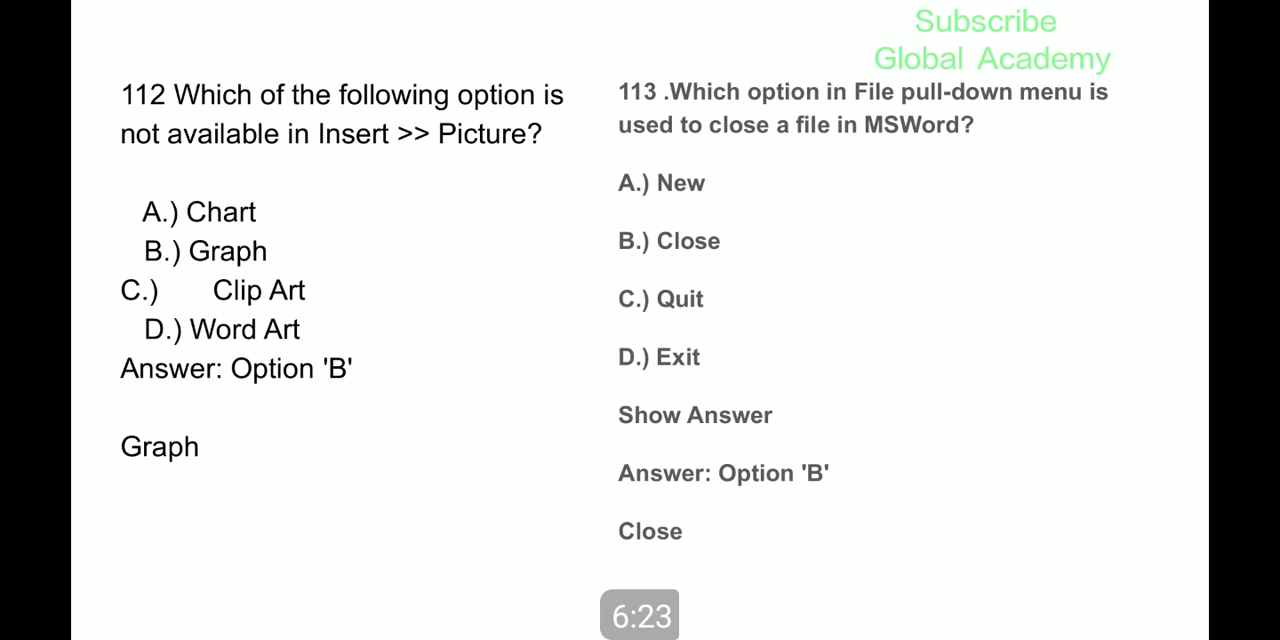 Subscribe
Global Academy
112 Which of the following option is
not available in Insert >> Picture?
A.) Chart
B.) Graph
C.) Clip Art
D.) Word Art
Answer: Option 'B'
Graph
113 .Which option in File pull-down menu is
used to close a file in MSWord?
A.) New
B.) Close
C.) Quit
D.) Exit
Show Answer
Answer: Option 'B'
Close
6:23